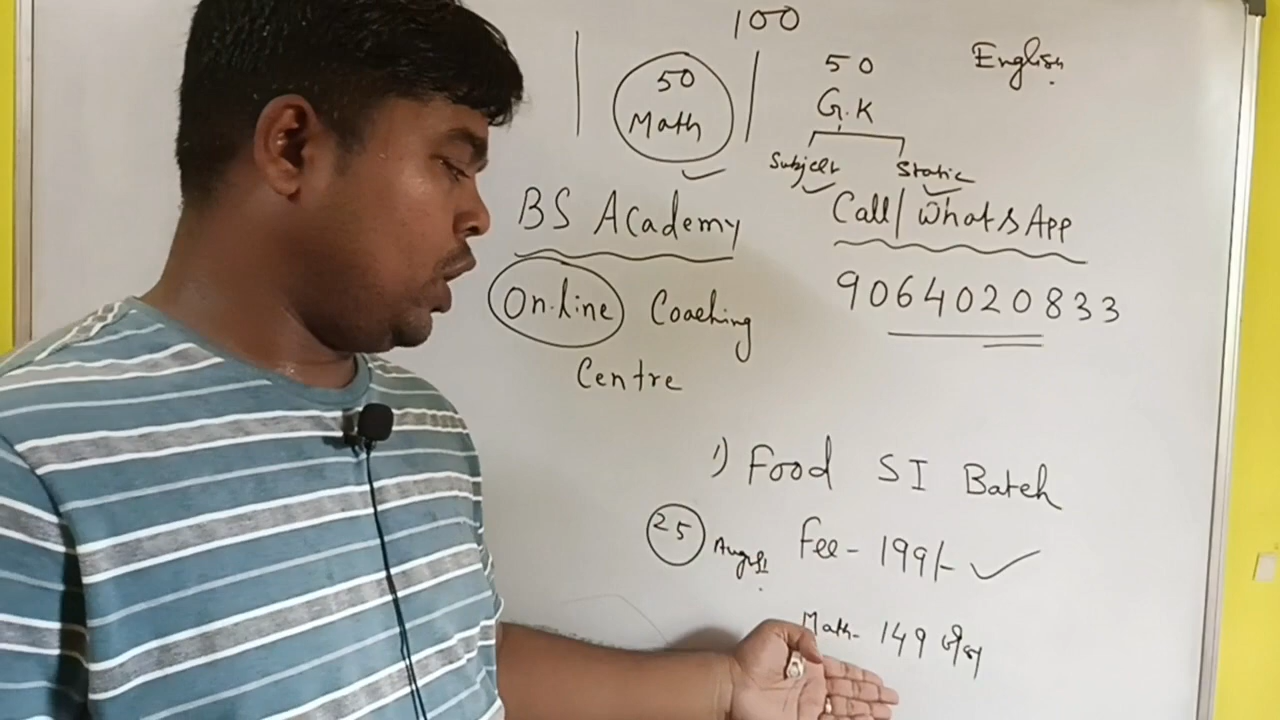 100
50 50 English
Math G.K
Subject Static
BS Academy Call/WhatsApp
On-line Coaching 9064020833
Centre
1) Food SI Batch
25 August Fee - 199/-
Math - 149 টাকা